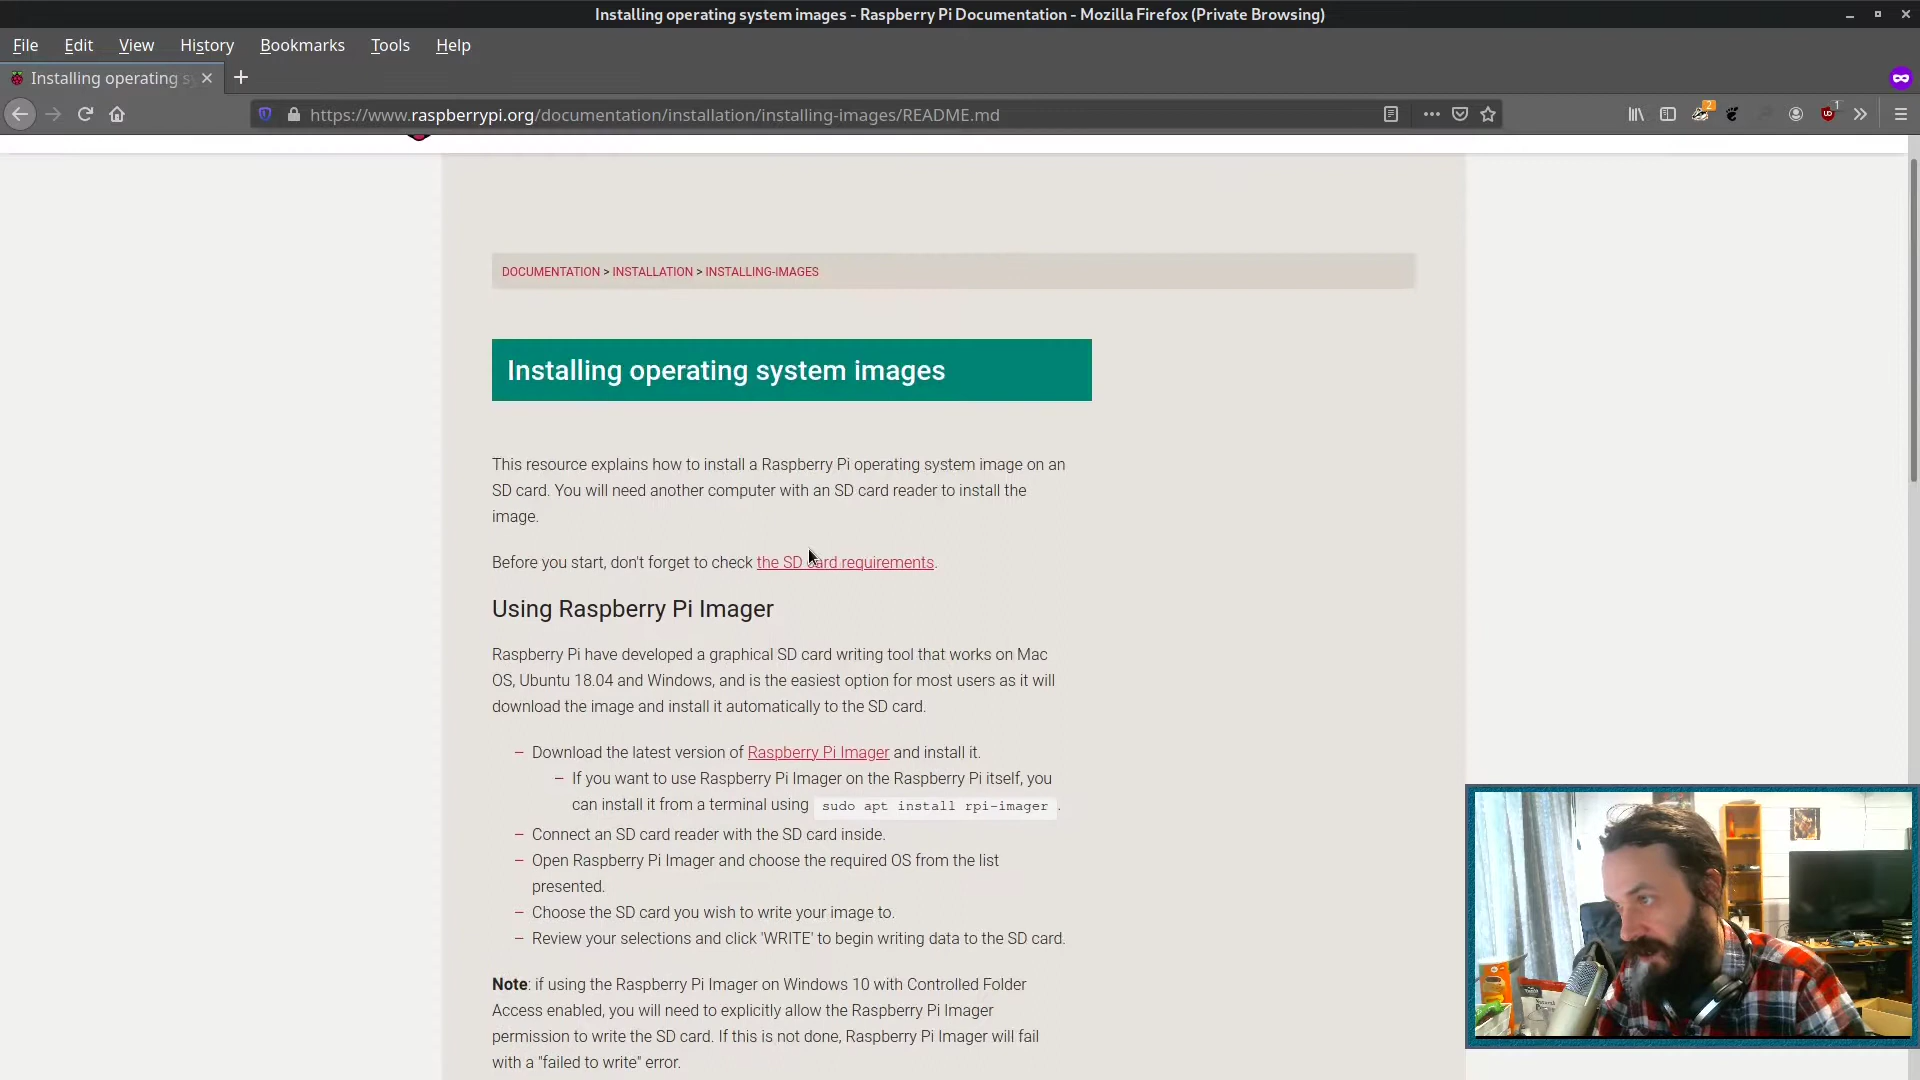 Installing operating system images - Raspberry Pi Documentation - Mozilla Firefox (Private Browsing)
File Edit View History Bookmarks Tools Help
Installing operating s
https://www.raspberrypi.org/documentation/installation/installing-images/README.md
2
1
DOCUMENTATION > INSTALLATION > INSTALLING-IMAGES
Installing operating system images
This resource explains how to install a Raspberry Pi operating system image on an
SD card. You will need another computer with an SD card reader to install the
image.
Before you start, don't forget to check the SD card requirements.
Using Raspberry Pi Imager
Raspberry Pi have developed a graphical SD card writing tool that works on Mac
OS, Ubuntu 18.04 and Windows, and is the easiest option for most users as it will
download the image and install it automatically to the SD card.
– Download the latest version of Raspberry Pi Imager and install it.
– If you want to use Raspberry Pi Imager on the Raspberry Pi itself, you
can install it from a terminal using sudo apt install rpi-imager .
– Connect an SD card reader with the SD card inside.
– Open Raspberry Pi Imager and choose the required OS from the list
presented.
– Choose the SD card you wish to write your image to.
– Review your selections and click 'WRITE' to begin writing data to the SD card.
Note: if using the Raspberry Pi Imager on Windows 10 with Controlled Folder
Access enabled, you will need to explicitly allow the Raspberry Pi Imager
permission to write the SD card. If this is not done, Raspberry Pi Imager will fail
with a "failed to write" error.